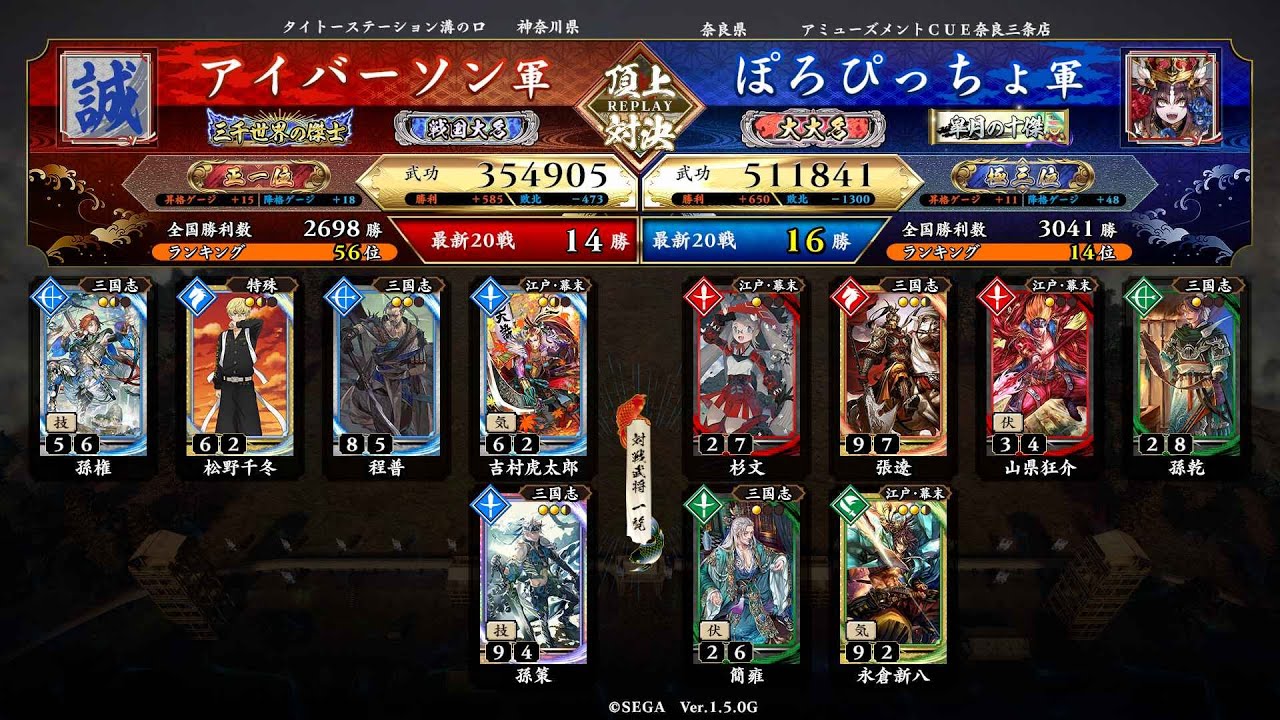 タイトーステーション溝の口 神奈川県
奈良県 アミューズメントCUE奈良三条店
誠
アイバーソン軍
頂上
REPLAY
対決
ぽろぴっちょ軍
三千世界の傑士
戦国大名
大大名
皐月の十傑
正一位
武功 354905
武功 511841
極三位
昇格ゲージ +15 降格ゲージ +18
勝利 +585 敗北 -473
勝利 +650 敗北 -1300
昇格ゲージ +11 降格ゲージ +48
全国勝利数 2698勝
ランキング 56位
最新20戦 14勝
最新20戦 16勝
全国勝利数 3041勝
ランキング 14位
三国志
技
5 6
孫権
特殊
6 2
松野千冬
三国志
8 5
程普
江戸・幕末
気
6 2
吉村虎太郎
対戦武将一覧
江戸・幕末
2 7
杉文
三国志
9 7
張遼
江戸・幕末
伏
3 4
山県狂介
三国志
2 8
孫乾
三国志
技
9 4
孫策
三国志
伏
2 6
簡雍
江戸・幕末
気
9 2
永倉新八
©SEGA Ver.1.5.0G